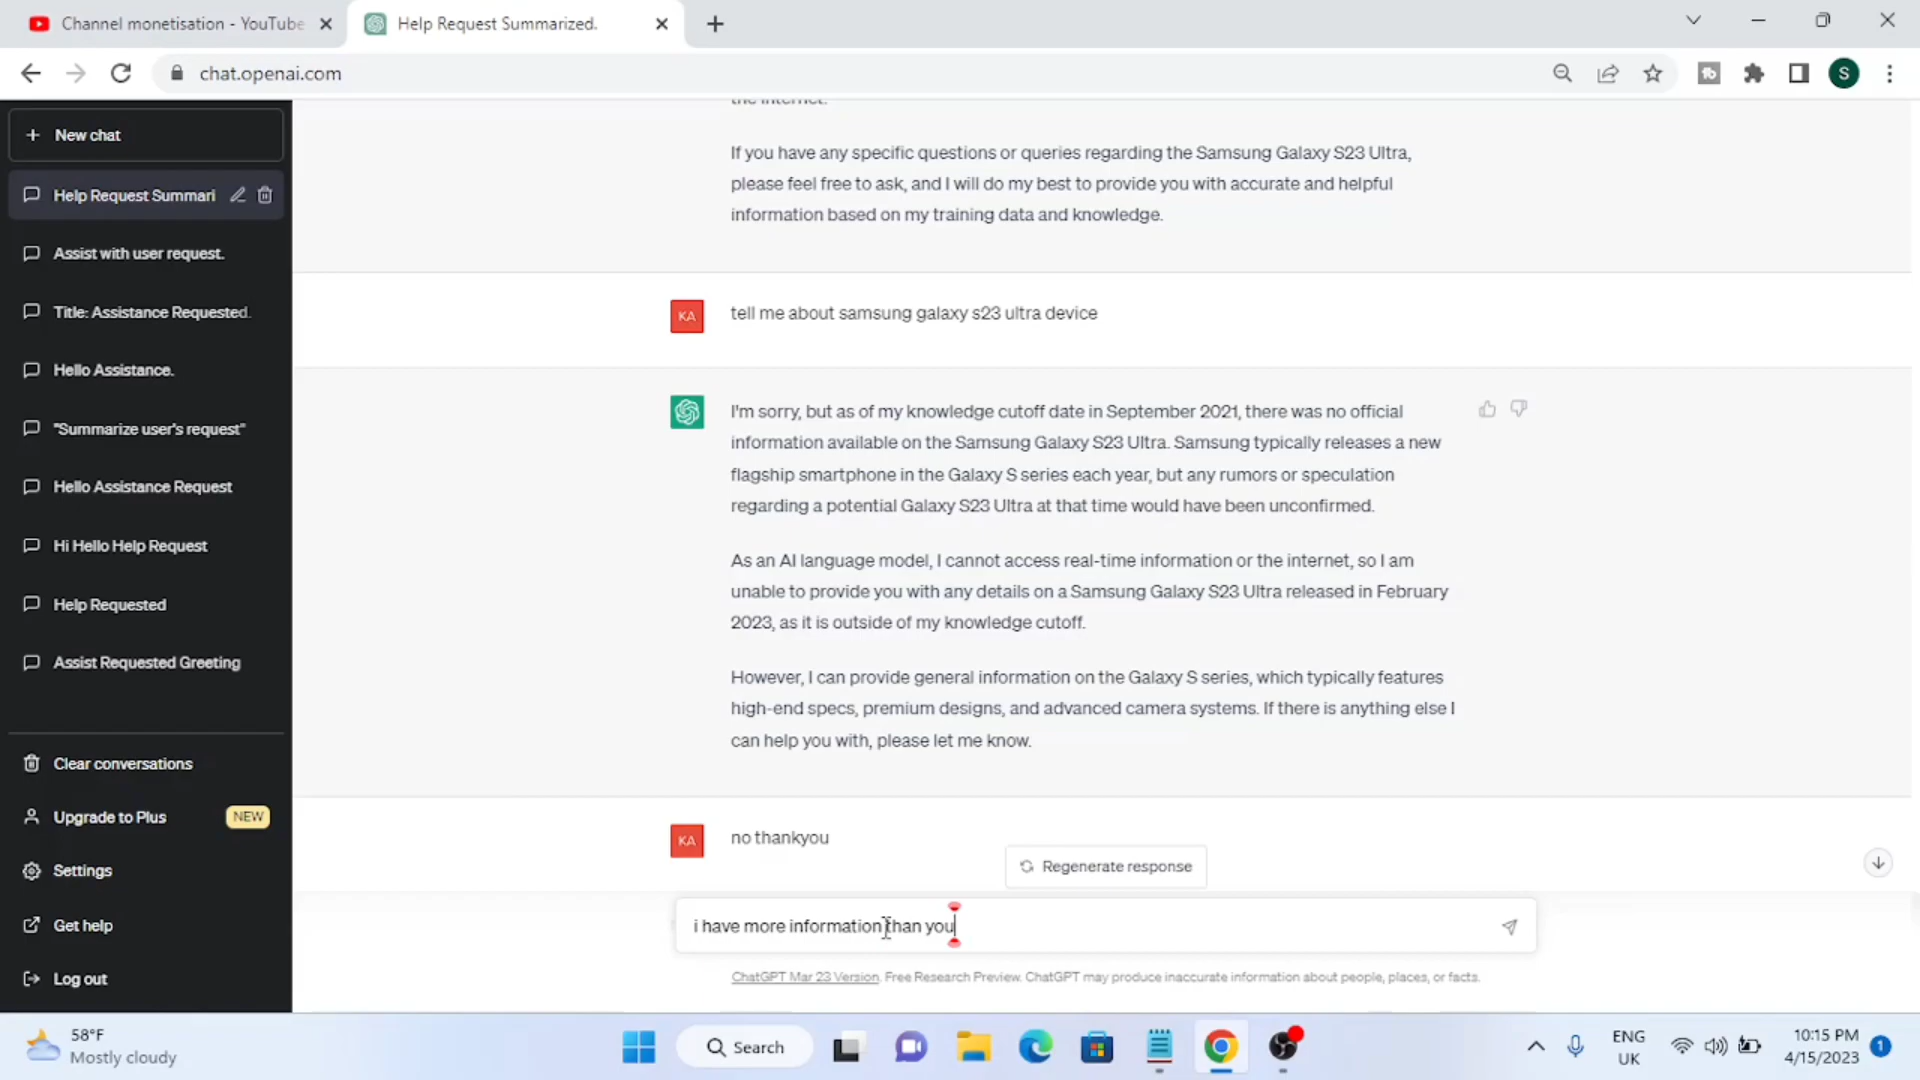 Channel monetisation - YouTube
Help Request Summarized.
chat.openai.com
S
New chat
the internet.
If you have any specific questions or queries regarding the Samsung Galaxy S23 Ultra,
please feel free to ask, and I will do my best to provide you with accurate and helpful
information based on my training data and knowledge.
Help Request Summari
Assist with user request.
Title: Assistance Requested.
Hello Assistance.
"Summarize user's request"
Hello Assistance Request
Hi Hello Help Request
Help Requested
Assist Requested Greeting
KA
tell me about samsung galaxy s23 ultra device
I'm sorry, but as of my knowledge cutoff date in September 2021, there was no official
information available on the Samsung Galaxy S23 Ultra. Samsung typically releases a new
flagship smartphone in the Galaxy S series each year, but any rumors or speculation
regarding a potential Galaxy S23 Ultra at that time would have been unconfirmed.
As an AI language model, I cannot access real-time information or the internet, so I am
unable to provide you with any details on a Samsung Galaxy S23 Ultra released in February
2023, as it is outside of my knowledge cutoff.
However, I can provide general information on the Galaxy S series, which typically features
high-end specs, premium designs, and advanced camera systems. If there is anything else I
can help you with, please let me know.
Clear conversations
Upgrade to Plus
NEW
Settings
Get help
Log out
KA
no thankyou
Regenerate response
i have more information than you
ChatGPT Mar 23 Version. Free Research Preview. ChatGPT may produce inaccurate information about people, places, or facts.
58°F
Mostly cloudy
Search
ENG
UK
10:15 PM
4/15/2023
1